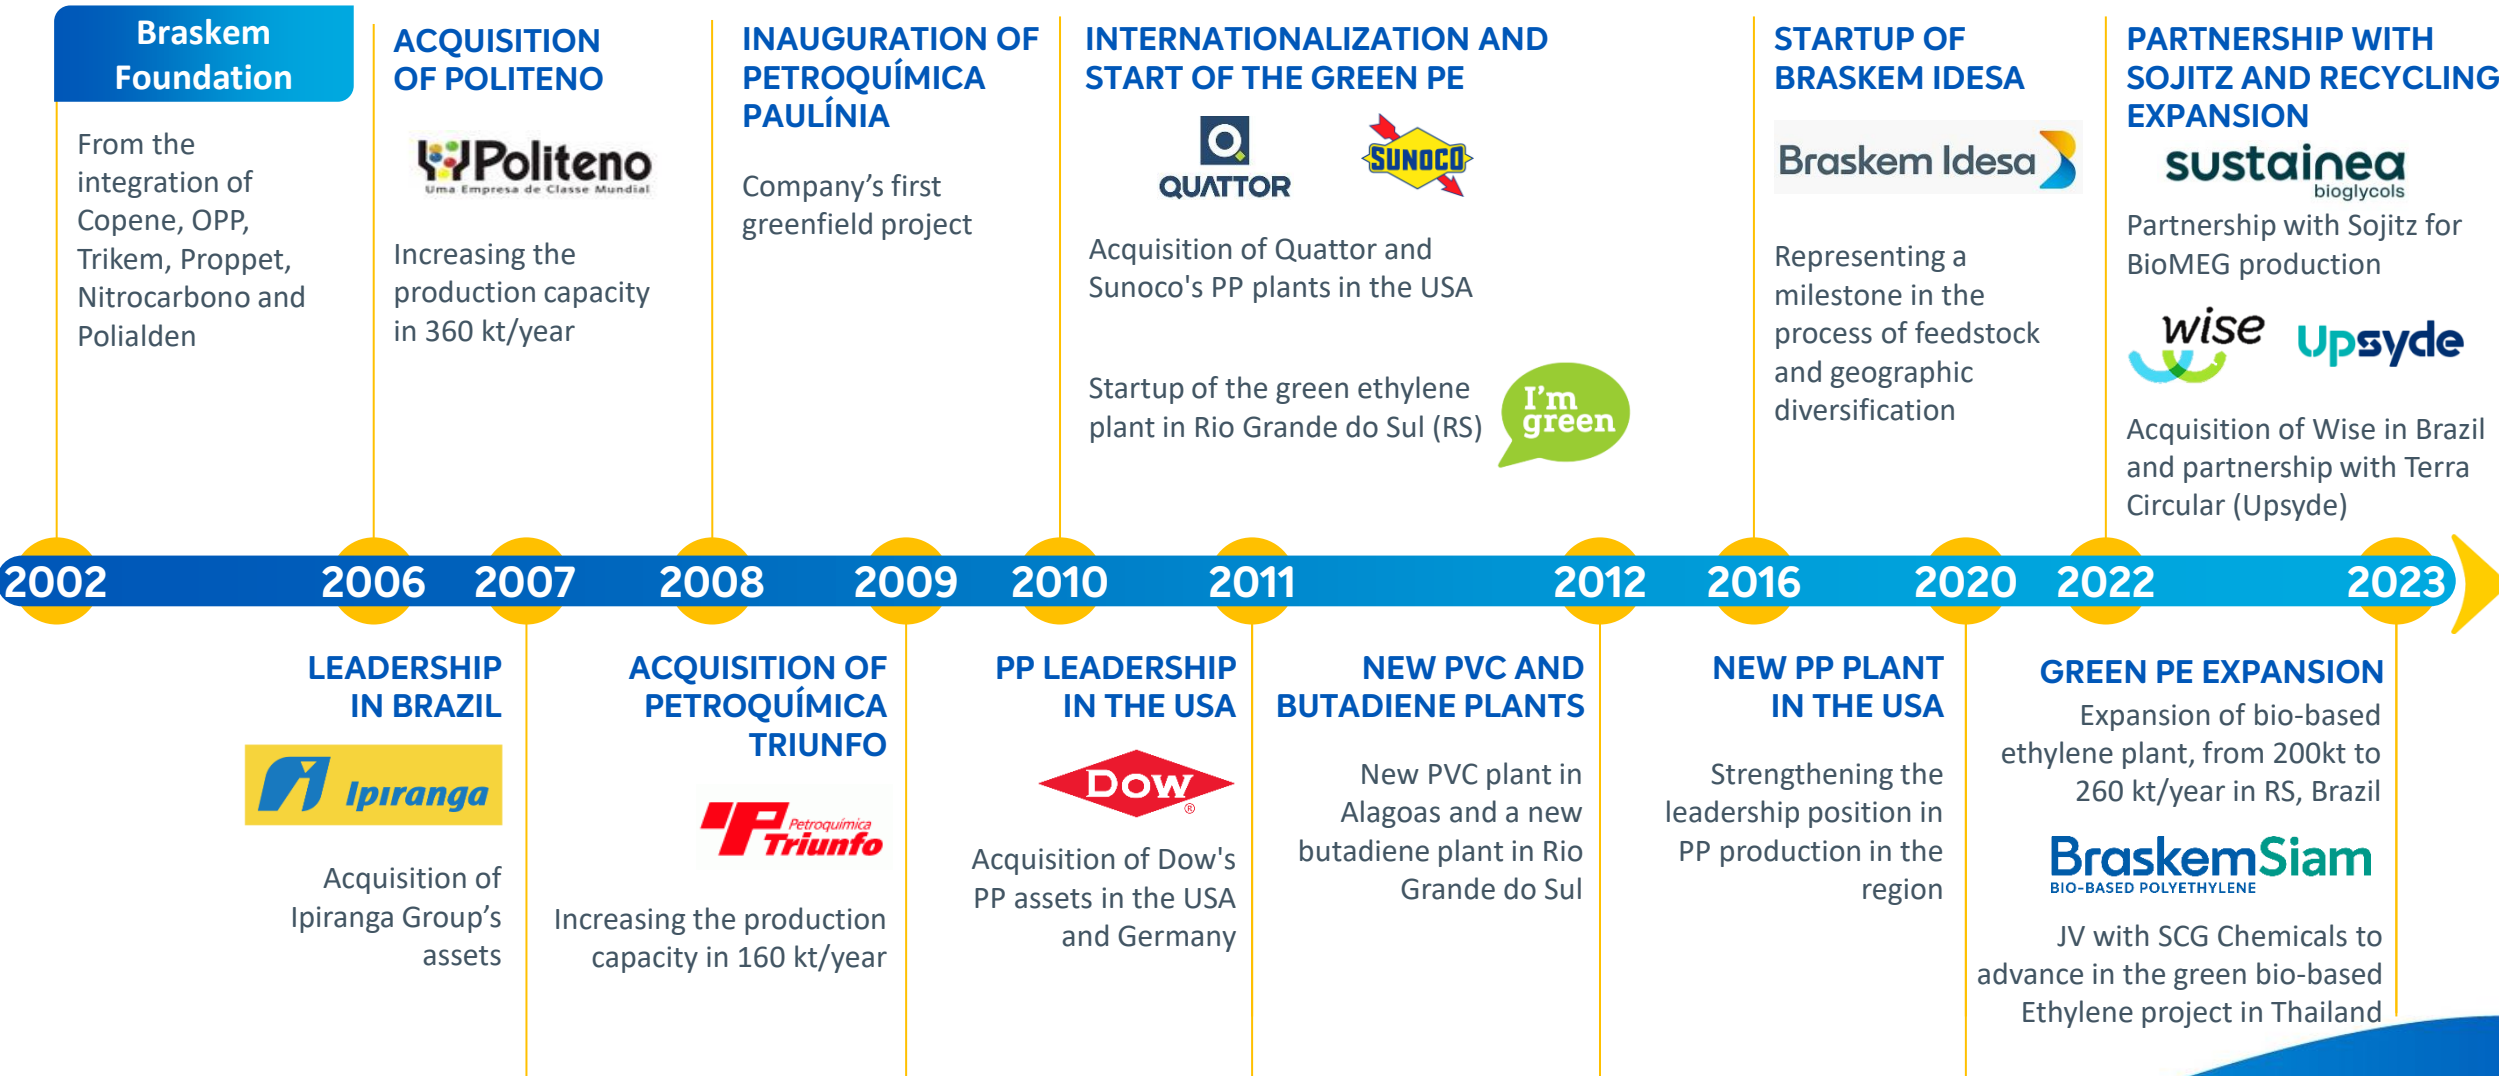 Braskem
Foundation
From the
integration of
Copene, OPP,
Trikem, Proppet,
Nitrocarbono and
Polialden
ACQUISITION
OF POLITENO
Politeno
Uma Empresa de Classe Mundial
Increasing the
production capacity
in 360 kt/year
INAUGURATION OF
PETROQUÍMICA
PAULÍNIA
Company's first
greenfield project
INTERNATIONALIZATION AND
START OF THE GREEN PE
QUATTOR
SUNOCO
Acquisition of Quattor and
Sunoco's PP plants in the USA
Startup of the green ethylene
plant in Rio Grande do Sul (RS)
I'm
green
STARTUP OF
BRASKEM IDESA
Braskem Idesa
Representing a
milestone in the
process of feedstock
and geographic
diversification
PARTNERSHIP WITH
SOJITZ AND RECYCLING
EXPANSION
sustainea
bioglycols
Partnership with Sojitz for
BioMEG production
wise
Upsyde
Acquisition of Wise in Brazil
and partnership with Terra
Circular (Upsyde)
2002 2006 2007 2008 2009 2010 2011 2012 2016 2020 2022 2023
LEADERSHIP
IN BRAZIL
Ipiranga
Acquisition of
Ipiranga Group's
assets
ACQUISITION OF
PETROQUÍMICA
TRIUNFO
Petroquímica
Triunfo
Increasing the production
capacity in 160 kt/year
PP LEADERSHIP
IN THE USA
DOW
®
Acquisition of Dow's
PP assets in the USA
and Germany
NEW PVC AND
BUTADIENE PLANTS
New PVC plant in
Alagoas and a new
butadiene plant in Rio
Grande do Sul
NEW PP PLANT
IN THE USA
Strengthening the
leadership position in
PP production in the
region
GREEN PE EXPANSION
Expansion of bio-based
ethylene plant, from 200kt to
260 kt/year in RS, Brazil
BraskemSiam
BIO-BASED POLYETHYLENE
JV with SCG Chemicals to
advance in the green bio-based
Ethylene project in Thailand